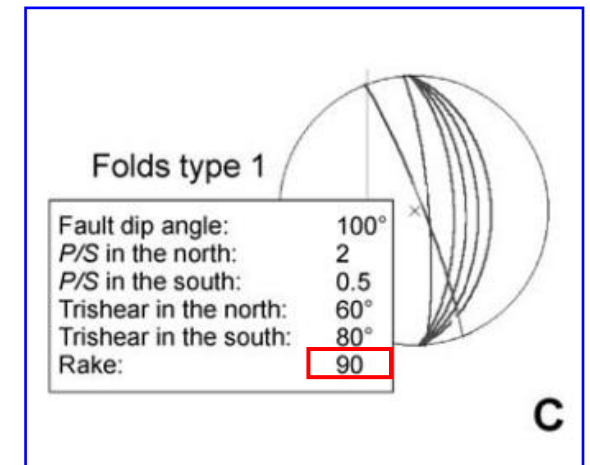 Folds type 1
Fault dip angle: 100°
P/S in the north: 2
P/S in the south: 0.5
Trishear in the north: 60°
Trishear in the south: 80°
Rake: 90
C